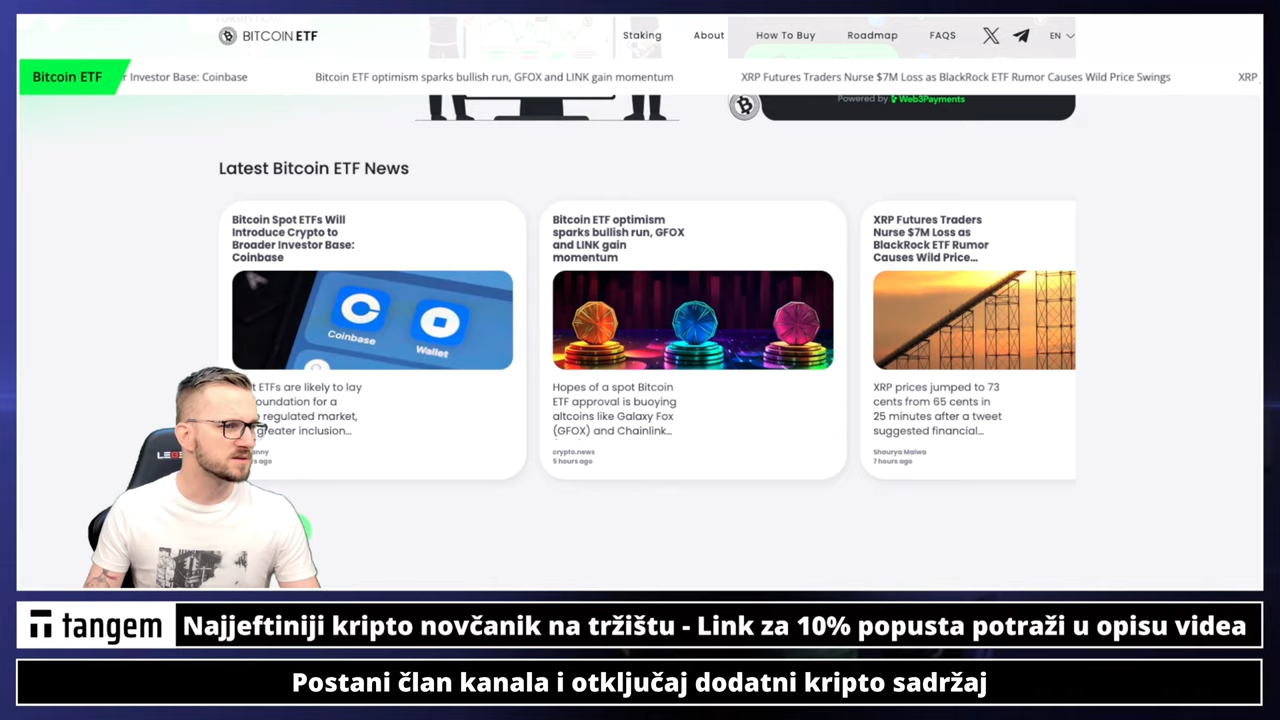 BITCOIN ETF
Staking
About
How To Buy
Roadmap
FAQS
EN
Bitcoin ETF
Investor Base: Coinbase
Bitcoin ETF optimism sparks bullish run, GFOX and LINK gain momentum
XRP Futures Traders Nurse $7M Loss as BlackRock ETF Rumor Causes Wild Price Swings
XRP
Powered by Web3Payments
Latest Bitcoin ETF News
Bitcoin Spot ETFs Will
Introduce Crypto to
Broader Investor Base:
Coinbase
Coinbase
Wallet
ETFs are likely to lay
regulated market,
greater inclusion...
ago
Bitcoin ETF optimism
sparks bullish run, GFOX
and LINK gain
momentum
Hopes of a spot Bitcoin
ETF approval is buoying
altcoins like Galaxy Fox
(GFOX) and Chainlink...
crypto.news
5 hours ago
XRP Futures Traders
Nurse $7M Loss as
BlackRock ETF Rumor
Causes Wild Price...
XRP prices jumped to 73
cents from 65 cents in
25 minutes after a tweet
suggested financial...
Shaurya Malwa
7 hours ago
tangem
Najjeftiniji kripto novčanik na tržištu - Link za 10% popusta potraži u opisu videa
Postani član kanala i otključaj dodatni kripto sadržaj